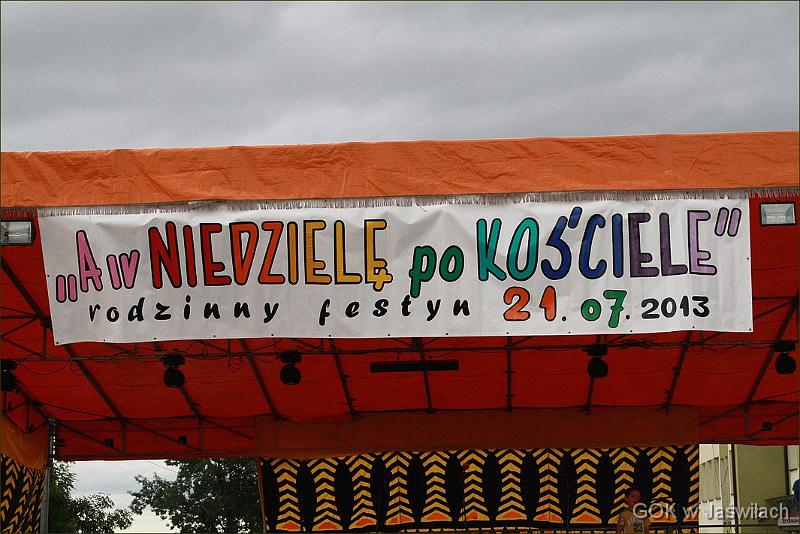 „A w NIEDZIELĘ po KOŚCIELE”
rodzinny festyn 21.07.2013
GOK w Jaświłach